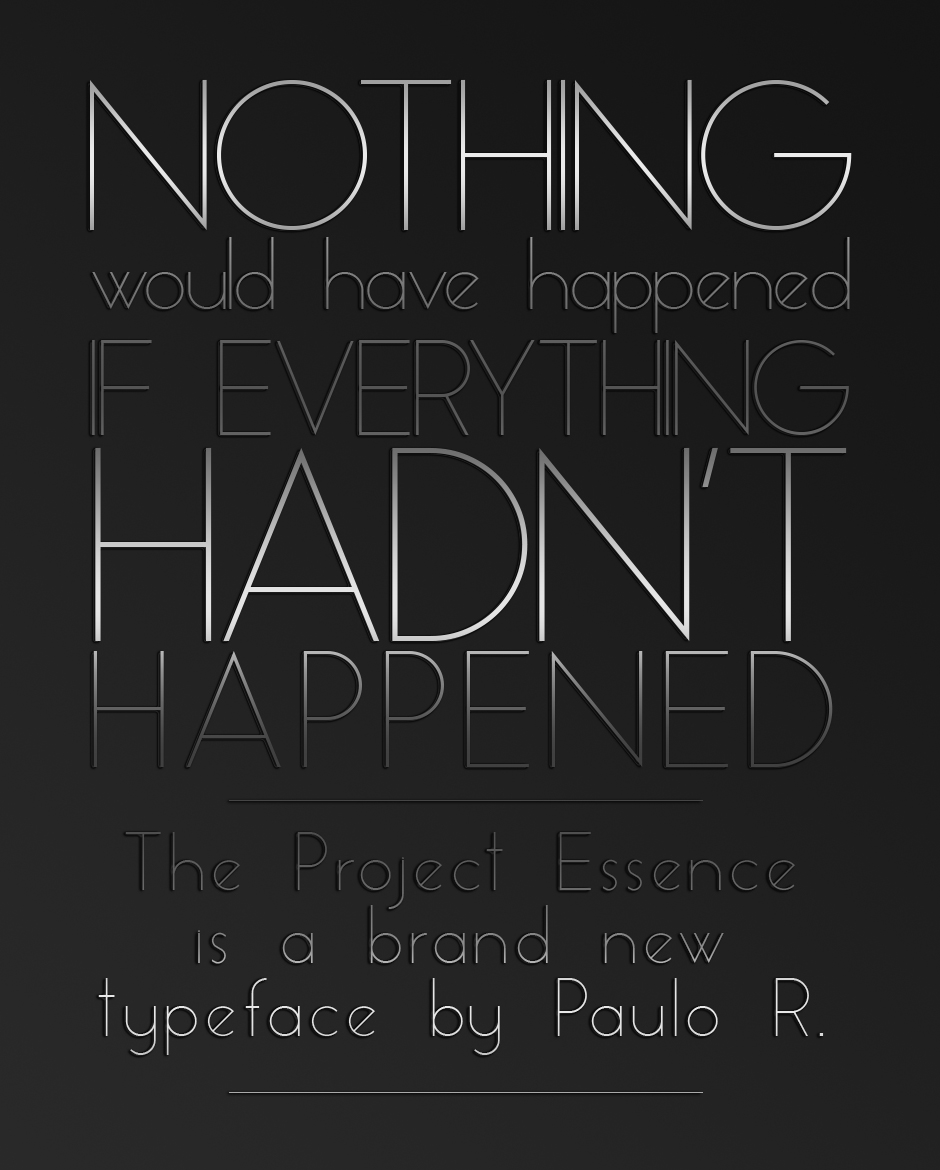 NOTHING
would have happened
IF EVERYTHING
HADN'T
HAPPENED
The Project Essence
is a brand new
typeface by Paulo R.